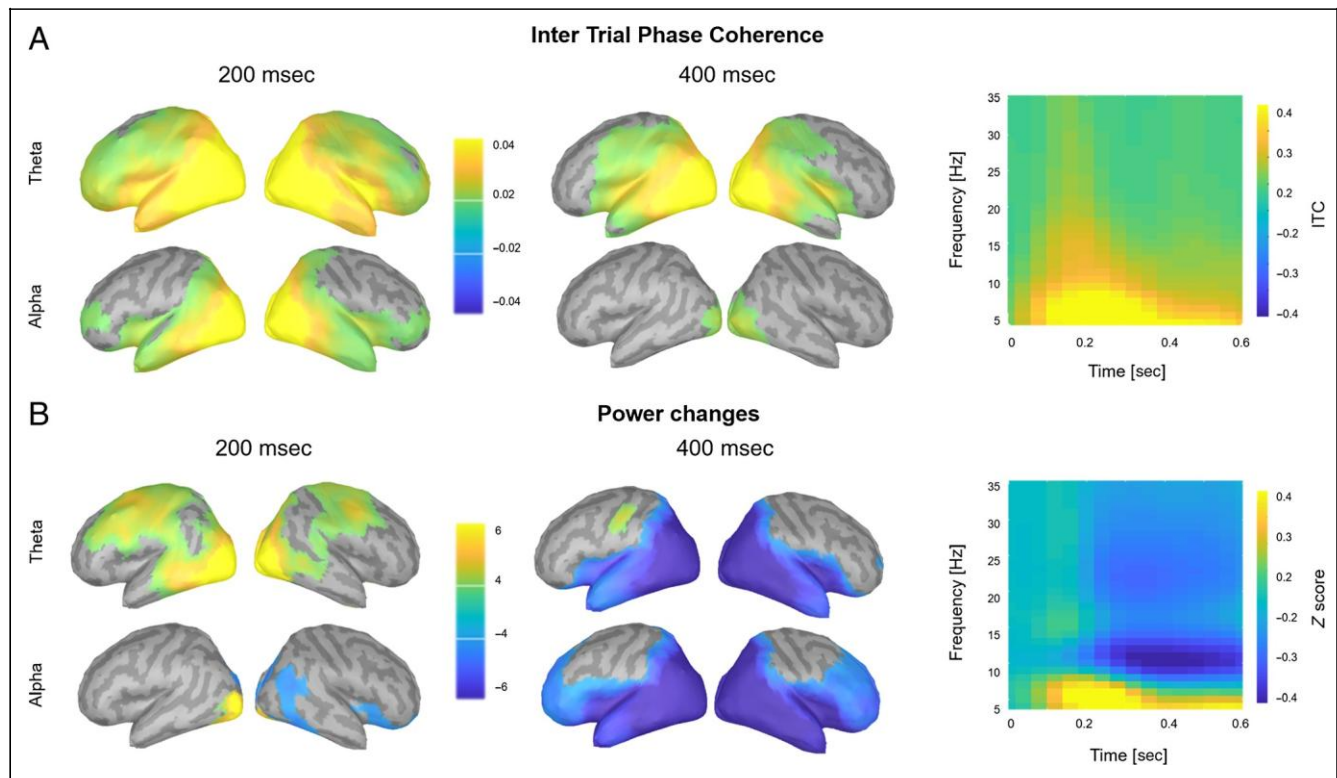 A
Inter Trial Phase Coherence
200 msec
400 msec
Theta
Alpha
0.04
0.02
−0.02
−0.04
Frequency [Hz]
35
30
25
20
15
10
5
0
0.2
0.4
0.6
Time [sec]
0.4
0.3
0.2
−0.2
−0.3
−0.4
ITC
B
Power changes
200 msec
400 msec
Theta
Alpha
6
4
−4
−6
Frequency [Hz]
35
30
25
20
15
10
5
0
0.2
0.4
0.6
Time [sec]
0.4
0.3
0.2
−0.2
−0.3
−0.4
Z score